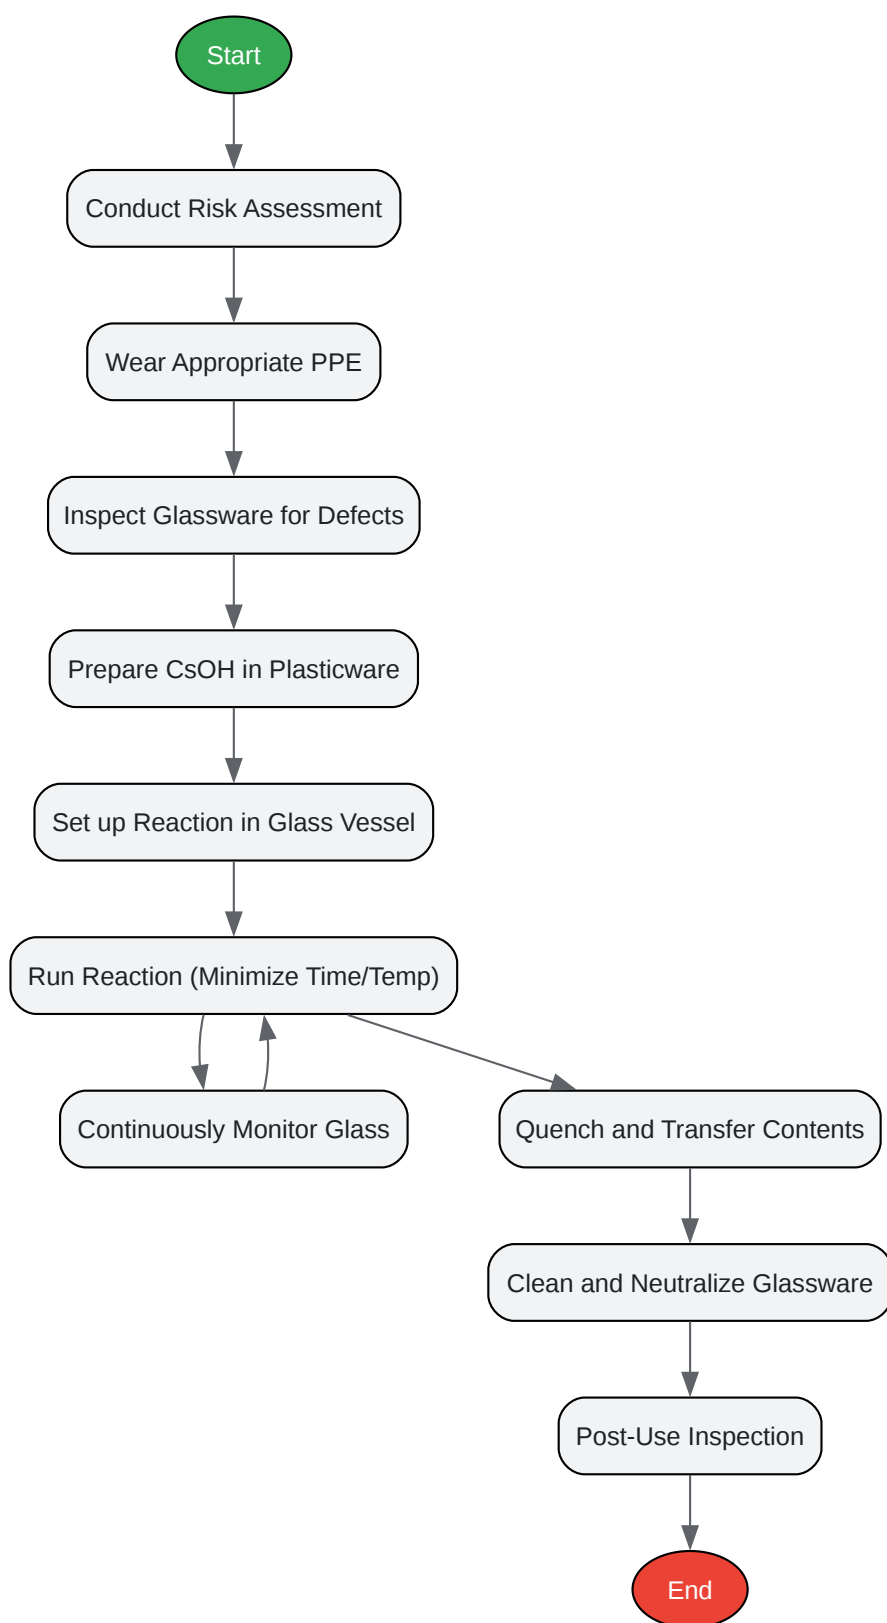 Start
Conduct Risk Assessment
Wear Appropriate PPE
Inspect Glassware for Defects
Prepare CsOH in Plasticware
Set up Reaction in Glass Vessel
Run Reaction (Minimize Time/Temp)
Continuously Monitor Glass
Quench and Transfer Contents
Clean and Neutralize Glassware
Post-Use Inspection
End